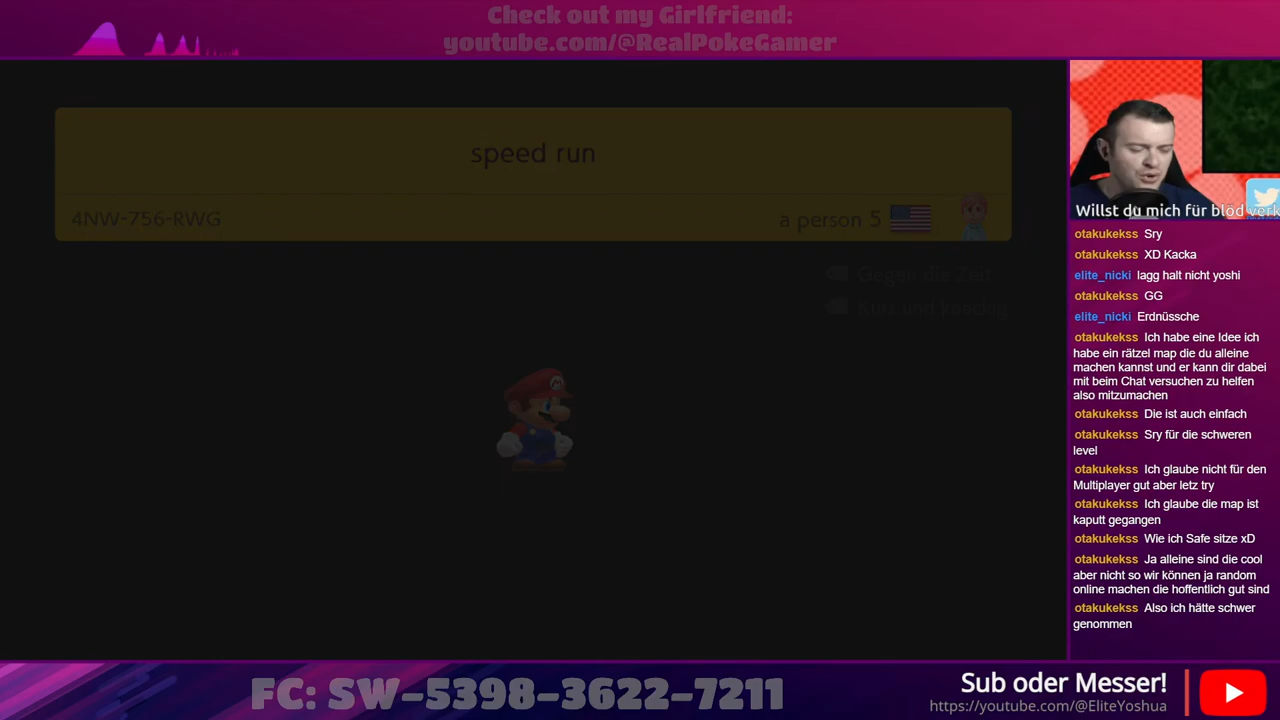 Check out my Girlfriend:
youtube.com/@RealPokeGamer
speed run
4NW-756-RWG
a person 5
Gegen die Zeit
Kurz und knackig
Willst du mich für blöd verk
otakukekss Sry
otakukekss XD Kacka
elite_nicki lagg halt nicht yoshi
otakukekss GG
elite_nicki Erdnüssche
otakukekss Ich habe eine Idee ich
habe ein rätzel map die du alleine
machen kannst und er kann dir dabei
mit beim Chat versuchen zu helfen
also mitzumachen
otakukekss Die ist auch einfach
otakukekss Sry für die schweren
level
otakukekss Ich glaube nicht für den
Multiplayer gut aber letz try
otakukekss Ich glaube die map ist
kaputt gegangen
otakukekss Wie ich Safe sitze xD
otakukekss Ja alleine sind die cool
aber nicht so wir können ja random
online machen die hoffentlich gut sind
otakukekss Also ich hätte schwer
genommen
FC: SW-5398-3622-7211
Sub oder Messer!
https://youtube.com/@EliteYoshua